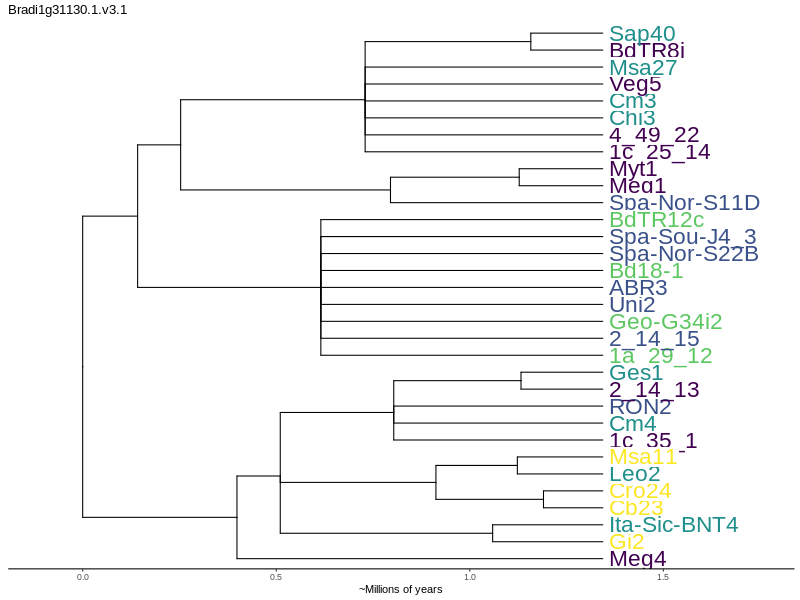 Bradi1g31130.1.v3.1
Sap40
BdTR8i
Msa27
Veg5
Cm3
Chi3
4_49_22
1c_25_14
Myt1
Meg1
Spa-Nor-S11D
BdTR12c
Spa-Sou-J4_3
Spa-Nor-S22B
Bd18-1
ABR3
Uni2
Geo-G34i2
2_14_15
1a_29_12
Ges1
2_14_13
RON2
Cm4
1c_35_1
Msa11
Leo2
Cro24
Cb23
Ita-Sic-BNT4
Gi2
Meg4
0.0 0.5 1.0 1.5
~Millions of years